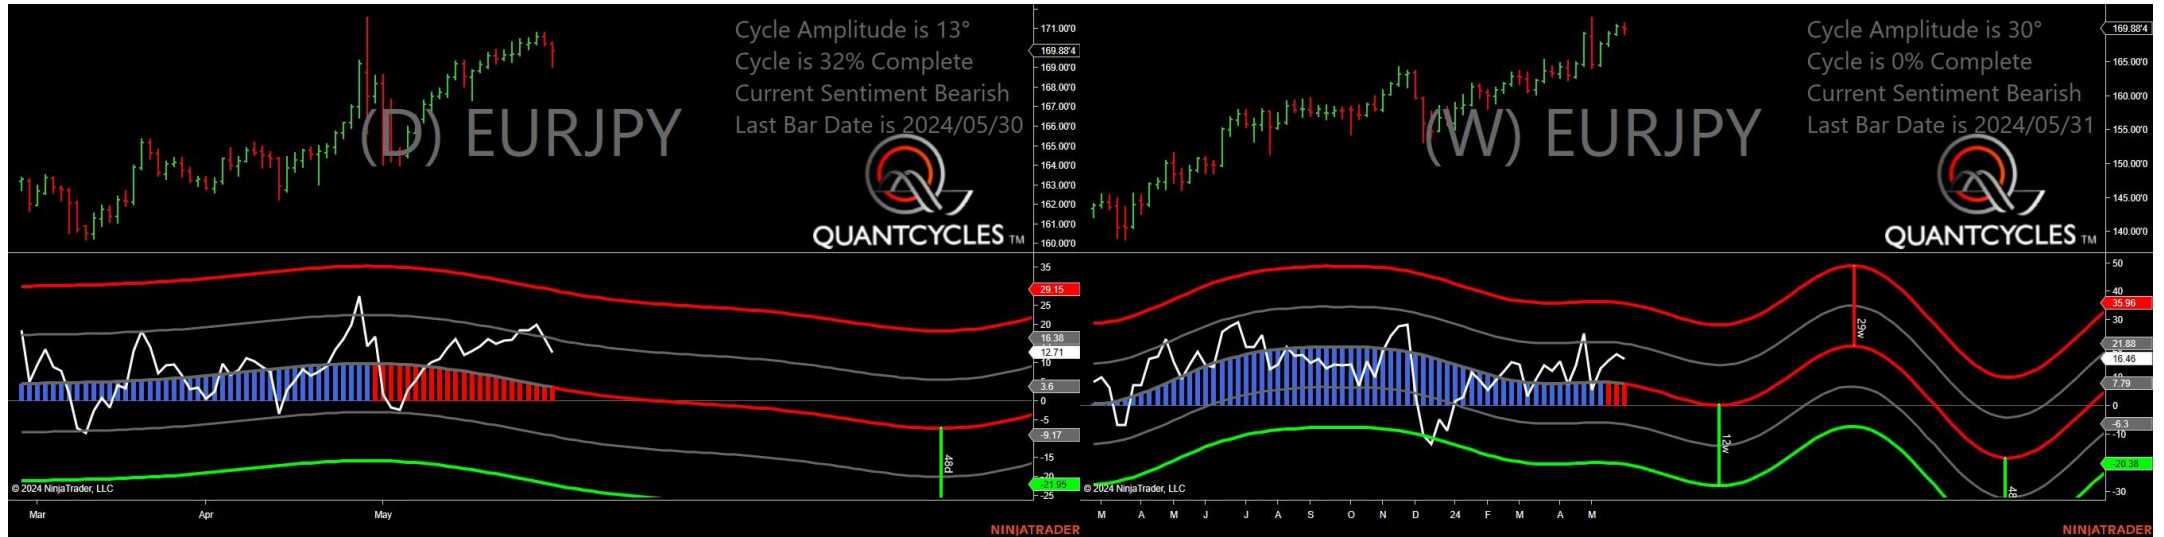 Cycle Amplitude is 13°
Cycle is 32% Complete
Current Sentiment Bearish
Last Bar Date is 2024/05/30
(D) EURJPY
QUANTCYCLES TM
171.00'0
169.88'4
169.00'0
168.00'0
167.00'0
166.00'0
165.00'0
164.00'0
163.00'0
162.00'0
161.00'0
160.00'0
35
29.15
25
20
16.38
12.71
10
3.6
0
-5
-9.17
-15
-20
-21.95
-25
48d
© 2024 NinjaTrader, LLC
Mar Apr May
NINJATRADER
Cycle Amplitude is 30°
Cycle is 0% Complete
Current Sentiment Bearish
Last Bar Date is 2024/05/31
(W) EURJPY
QUANTCYCLES TM
169.88'4
165.00'0
160.00'0
155.00'0
150.00'0
145.00'0
140.00'0
50
40
35.96
30
21.88
16.46
7.79
0
-6.3
-10
-20.38
-30
29w
12w
48
© 2024 NinjaTrader, LLC
M A M J J A S O N D 24 F M A M
NINJATRADER